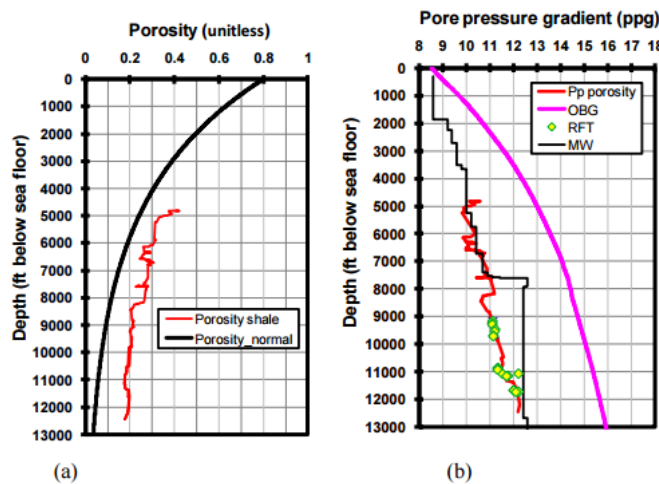 Porosity (unitless)
0 0.2 0.4 0.6 0.8 1
0
1000
2000
3000
4000
5000
6000
7000
8000
9000
10000
11000
12000
13000
Depth (ft below sea floor)
Porosity shale
Porosity_normal
(a)
Pore pressure gradient (ppg)
8 9 10 11 12 13 14 15 16 17 18
0
1000
2000
3000
4000
5000
6000
7000
8000
9000
10000
11000
12000
13000
Depth (ft below sea floor)
Pp porosity
OBG
RFT
MW
(b)